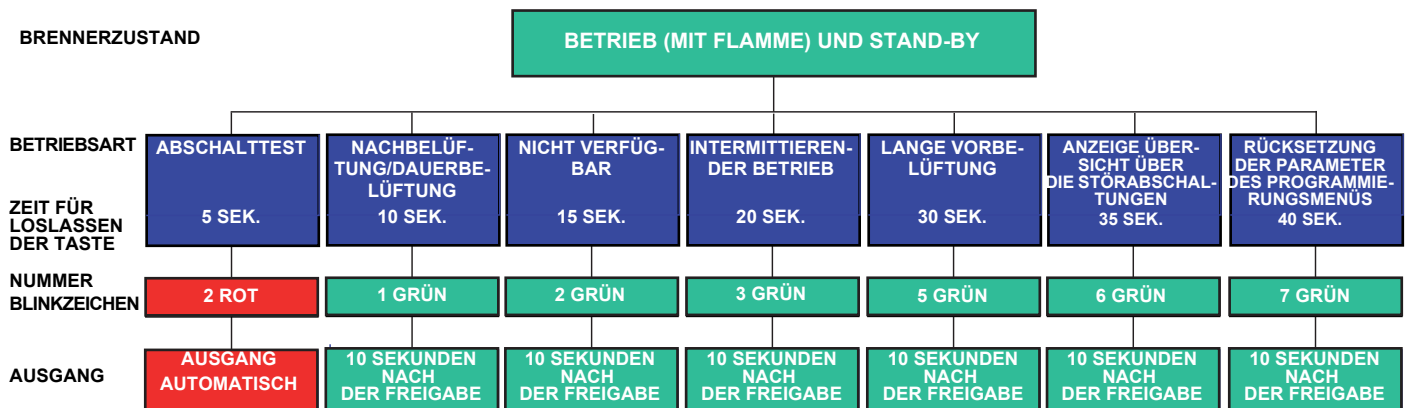 BRENNERZUSTAND
BETRIEB (MIT FLAMME) UND STAND-BY
BETRIEBSART
ABSCHALTTEST
NACHBELÜF-
TUNG/DAUERBE-
LÜFTUNG
NICHT VERFÜG-
BAR
INTERMITTIEREN-
DER BETRIEB
LANGE VORBE-
LÜFTUNG
ANZEIGE ÜBER-
SICHT ÜBER
DIE STÖRABSCHAL-
TUNGEN
RÜCKSETZUNG
DER PARAMETER
DES PROGRAMMIE-
RUNGSMENÜS
ZEIT FÜR
LOSLASSEN
DER TASTE
5 SEK.
10 SEK.
15 SEK.
20 SEK.
30 SEK.
35 SEK.
40 SEK.
NUMMER
BLINKZEICHEN
2 ROT
1 GRÜN
2 GRÜN
3 GRÜN
5 GRÜN
6 GRÜN
7 GRÜN
AUSGANG
AUSGANG
AUTOMATISCH
10 SEKUNDEN
NACH
DER FREIGABE
10 SEKUNDEN
NACH
DER FREIGABE
10 SEKUNDEN
NACH
DER FREIGABE
10 SEKUNDEN
NACH
DER FREIGABE
10 SEKUNDEN
NACH
DER FREIGABE
10 SEKUNDEN
NACH
DER FREIGABE